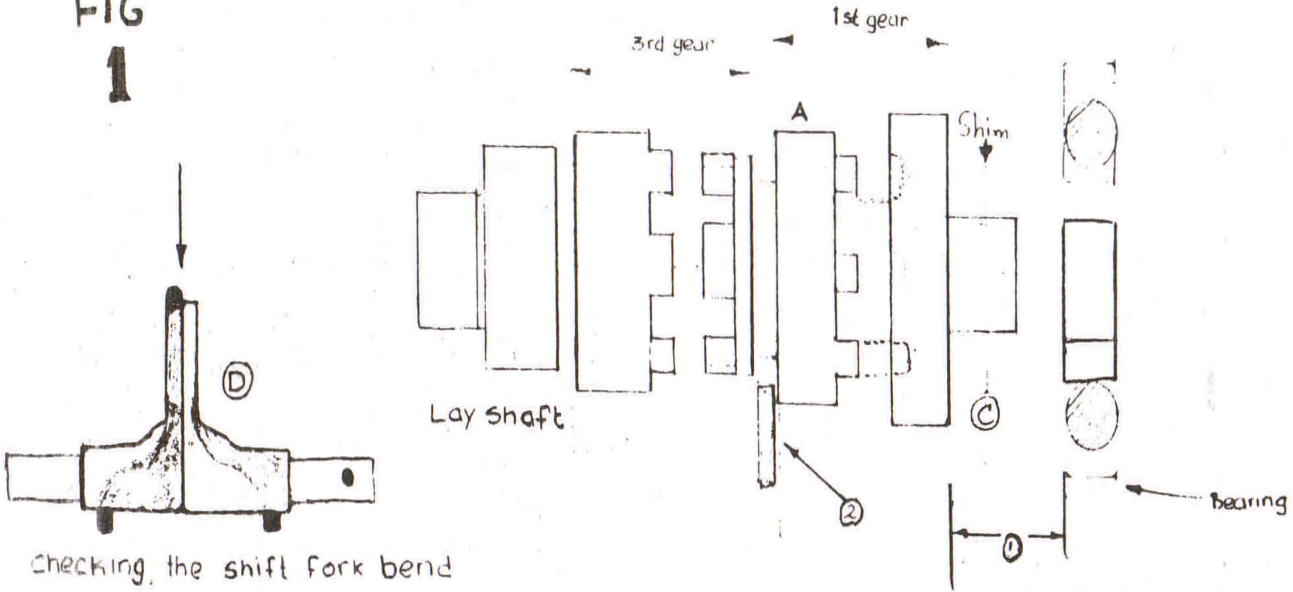 FIG
1
3rd gear
1st gear
A
Shim
D
Lay shaft
C
2
Bearing
1
checking the shift fork bend